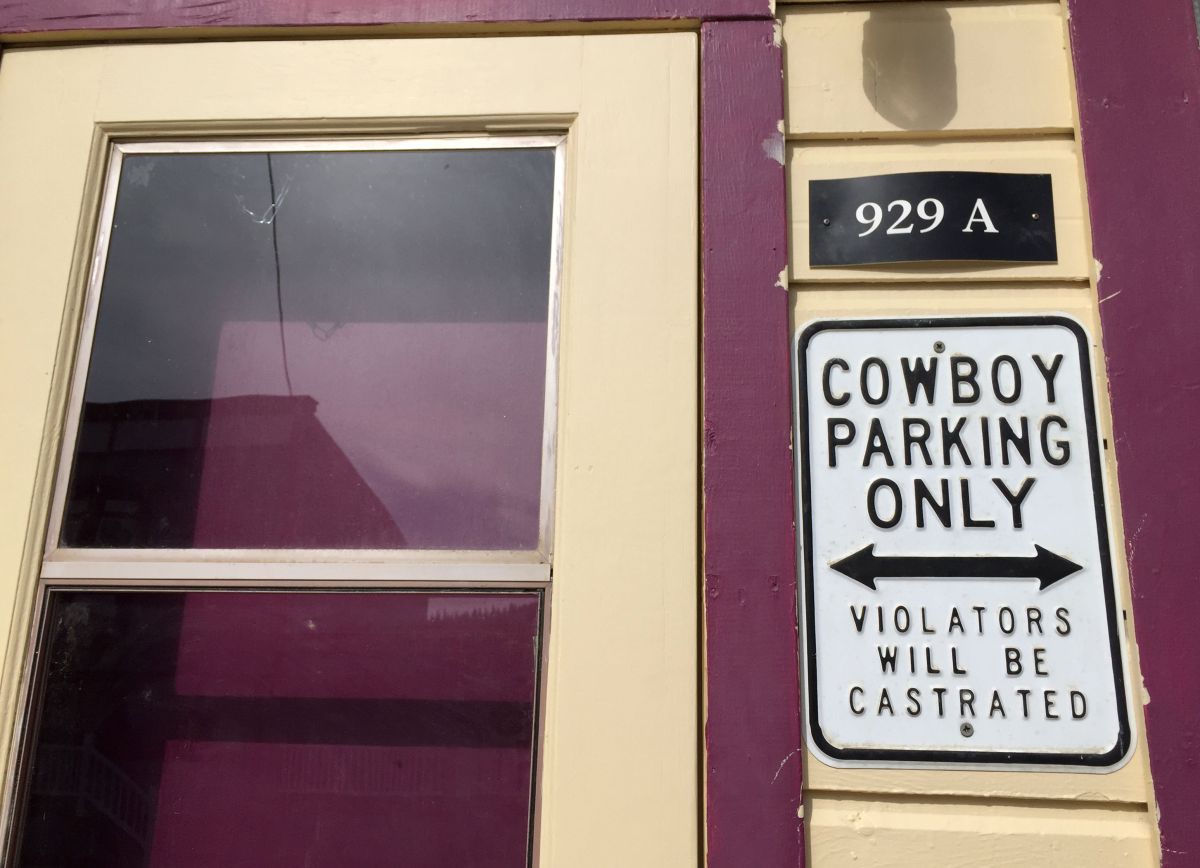 929 A
COWBOY
PARKING
ONLY
VIOLATORS
WILL BE
CASTRATED